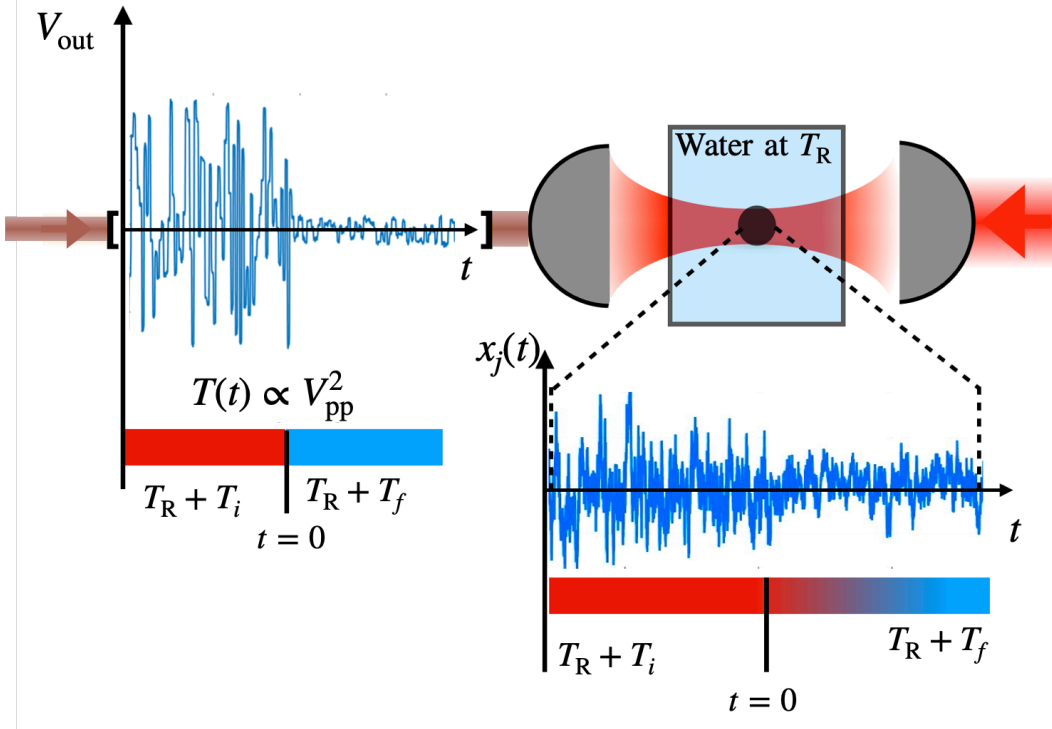 V_out
t
T(t) ∝ V_pp^2
T_R + T_i
T_R + T_f
t = 0
[
]
Water at T_R
x_j(t)
t
T_R + T_i
T_R + T_f
t = 0